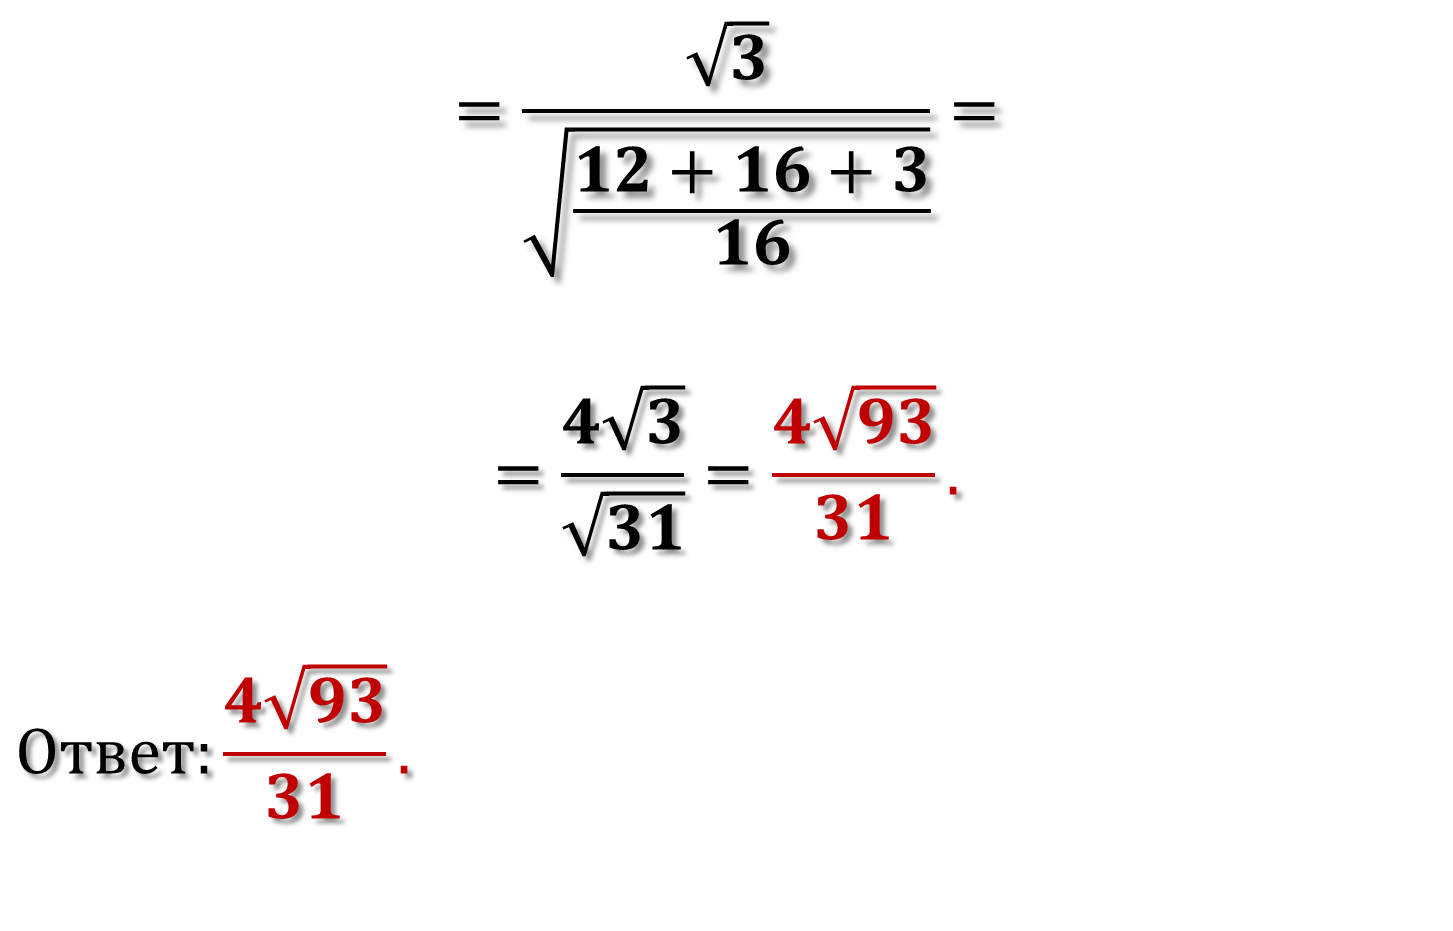 = √3 / √((12 + 16 + 3)/16) =
= 4√3 / √31 = 4√93 / 31 .
Ответ: 4√93 / 31 .